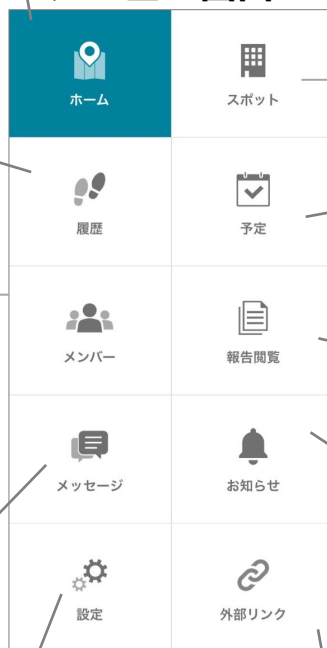 ホーム
スポット
履歴
予定
メンバー
報告閲覧
メッセージ
お知らせ
設定
外部リンク